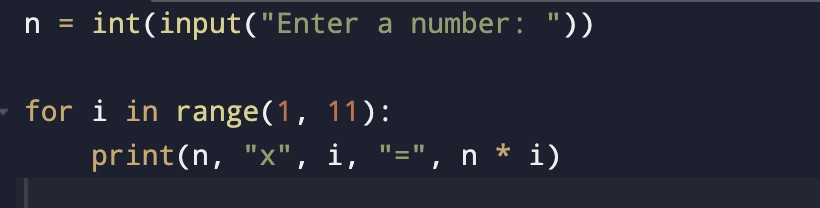 n = int(input("Enter a number: "))

for i in range(1, 11):
    print(n, "x", i, "=", n * i)